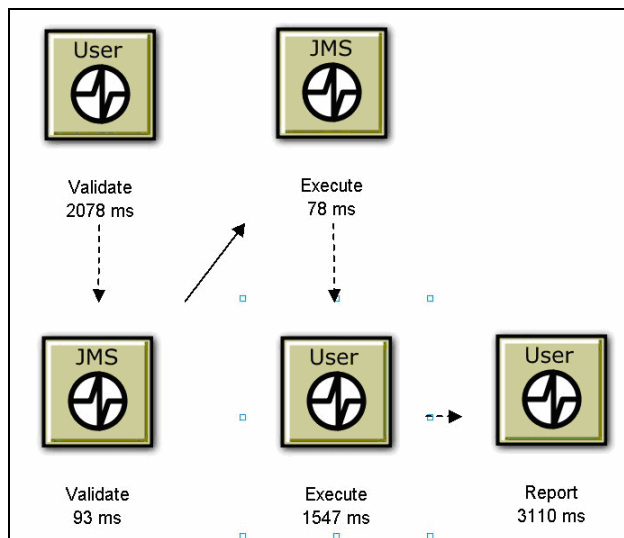 User
Validate
2078 ms
JMS
Execute
78 ms
JMS
Validate
93 ms
User
Execute
1547 ms
User
Report
3110 ms